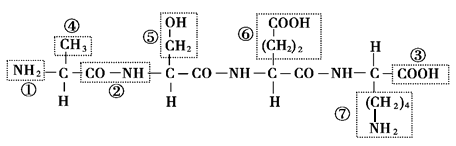 OH
COOH
④ ⑤ ⑥
CH3 CH2 (CH2)2 H ③
NH2—C—CO—NH—C—CO—NH—C—CO—NH—C—COOH
① ② H H H
⑦ (CH2)4
NH2